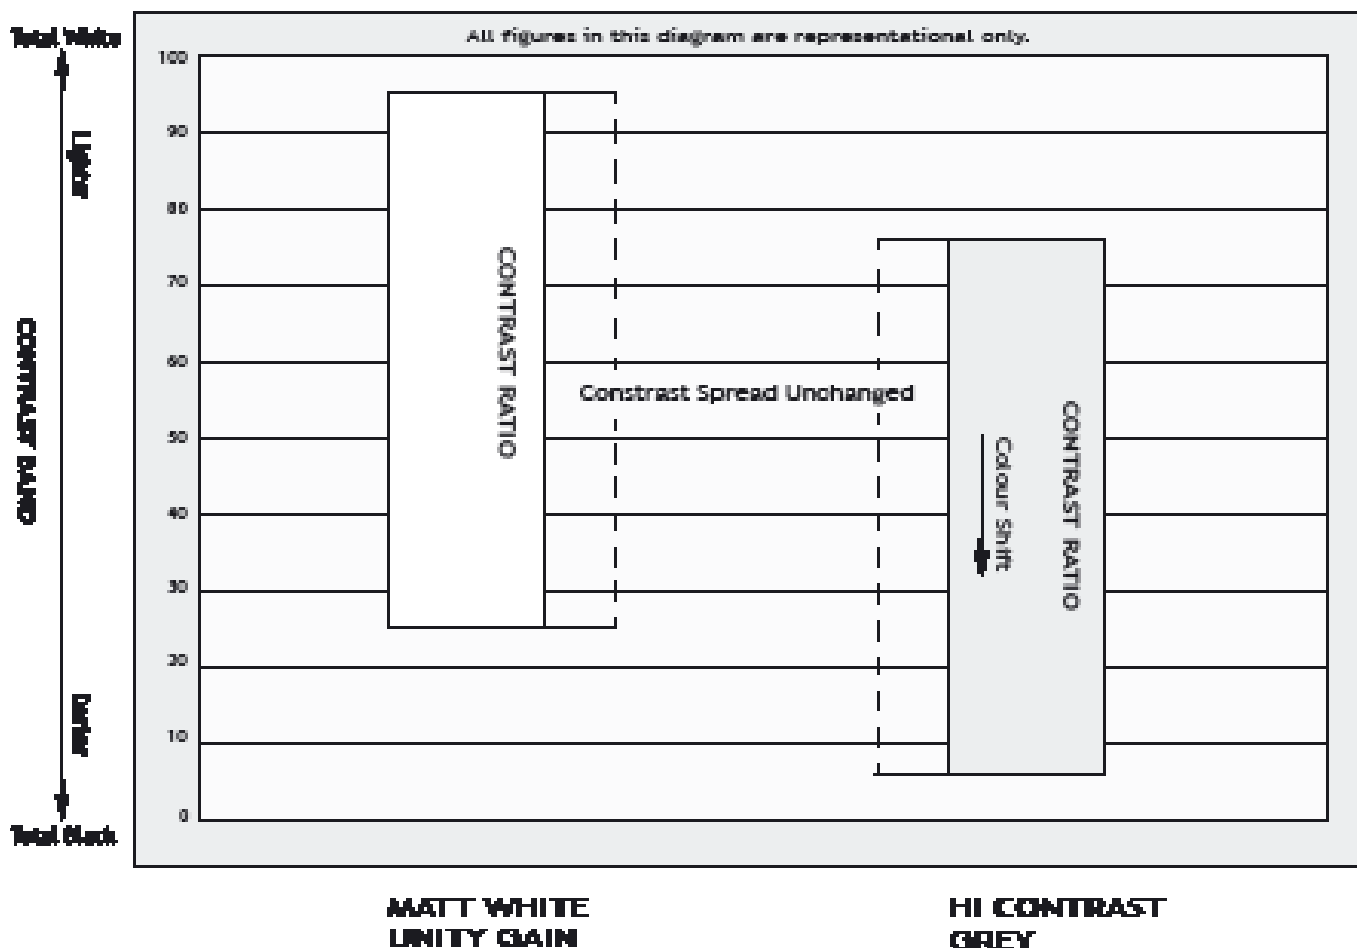 All figures in this diagram are representational only.
Total White
Lighter
CONTRAST BAND
Darker
Total Black
100
90
80
70
60
50
40
30
20
10
0
CONTRAST RATIO
Constrast Spread Unchanged
Colour Shift
CONTRAST RATIO
MATT WHITE
UNITY GAIN
HI CONTRAST
GREY